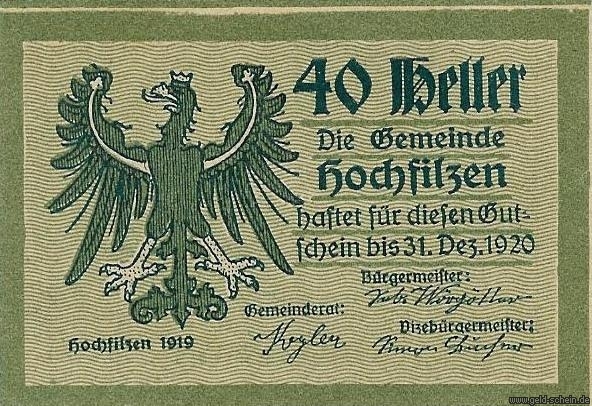 40 Heller
Die Gemeinde
Hochfilzen
haftet für diesen Gut-
schein bis 31. Dez. 1920
Bürgermeister:
Gemeinderat:
Vizebürgermeister:
Hochfilzen 1919
www.geld-schein.de